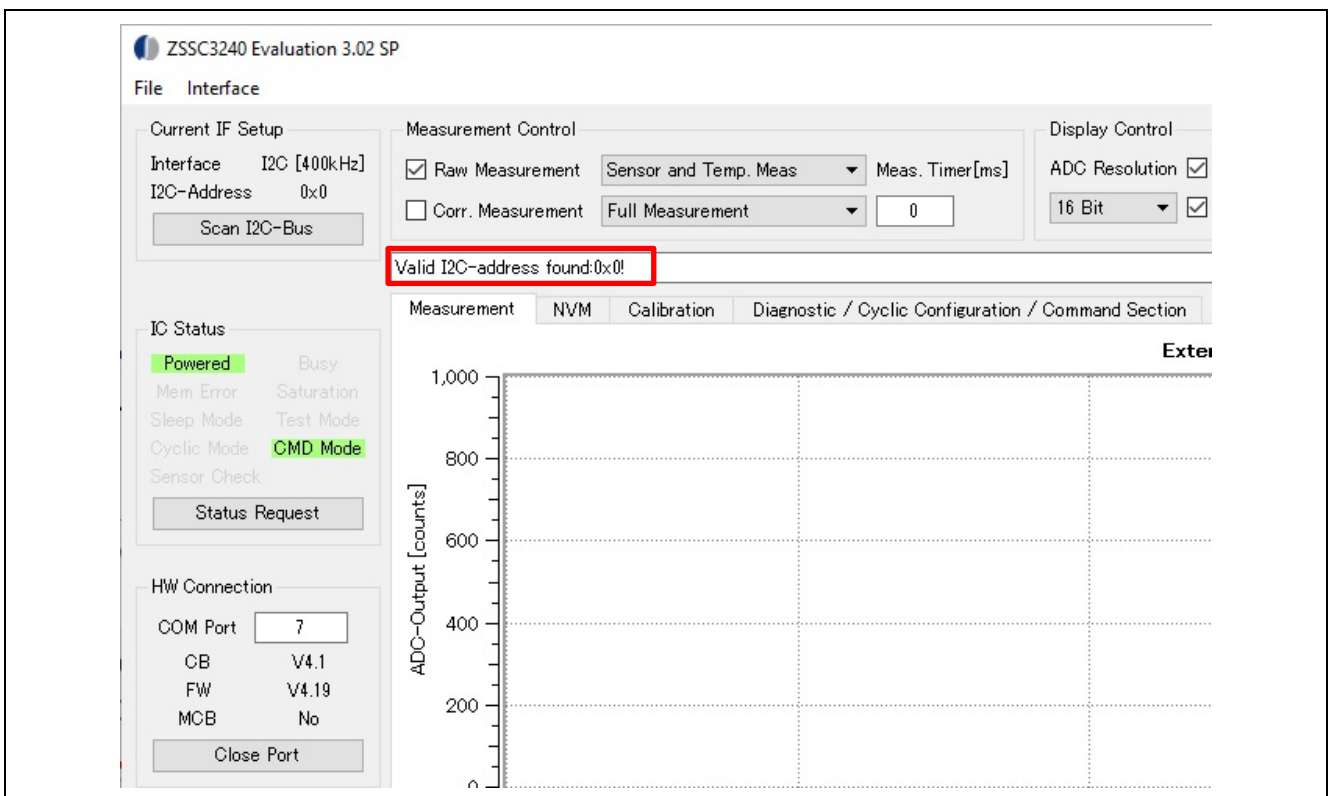 ZSSC3240 Evaluation 3.02 SP
File Interface
Current IF Setup
Interface I2C [400kHz]
I2C-Address 0x0
Scan I2C-Bus
Measurement Control
Raw Measurement Sensor and Temp. Meas Meas. Timer[ms]
Corr. Measurement Full Measurement 0
Display Control
ADC Resolution
16 Bit
Valid I2C-address found:0x0!
Measurement NVM Calibration Diagnostic / Cyclic Configuration / Command Section
IC Status
Powered Busy
Mem Error Saturation
Sleep Mode Test Mode
Cyclic Mode CMD Mode
Sensor Check
Status Request
HW Connection
COM Port 7
CB V4.1
FW V4.19
MCB No
Close Port
Exter
ADC-Output [counts]
1,000
800
600
400
200
0